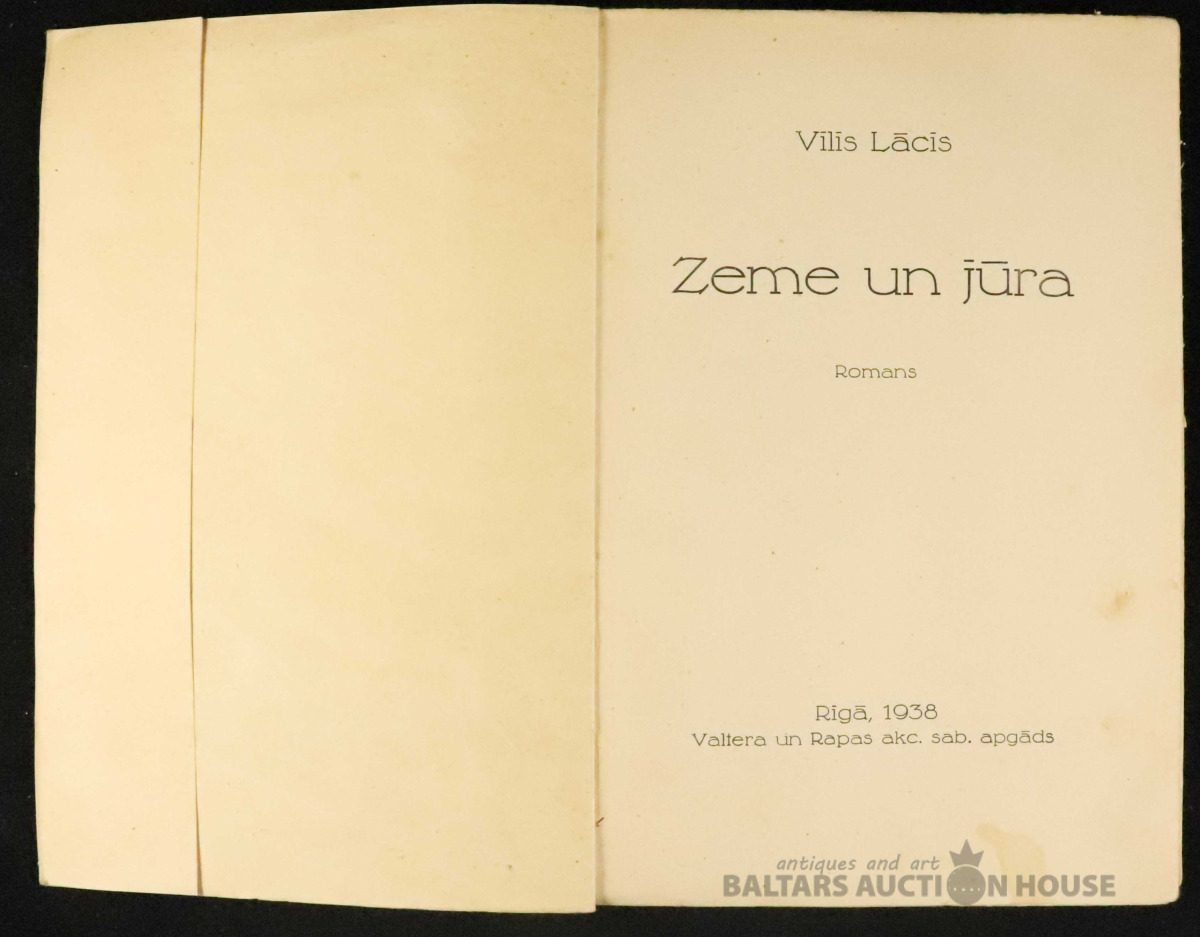 Vilis Lācis
Zeme un jūra
Romans
Rīgā, 1938
Valtera un Rapas akc. sab. apgāds
antiques and art
BALTARS AUCTION HOUSE